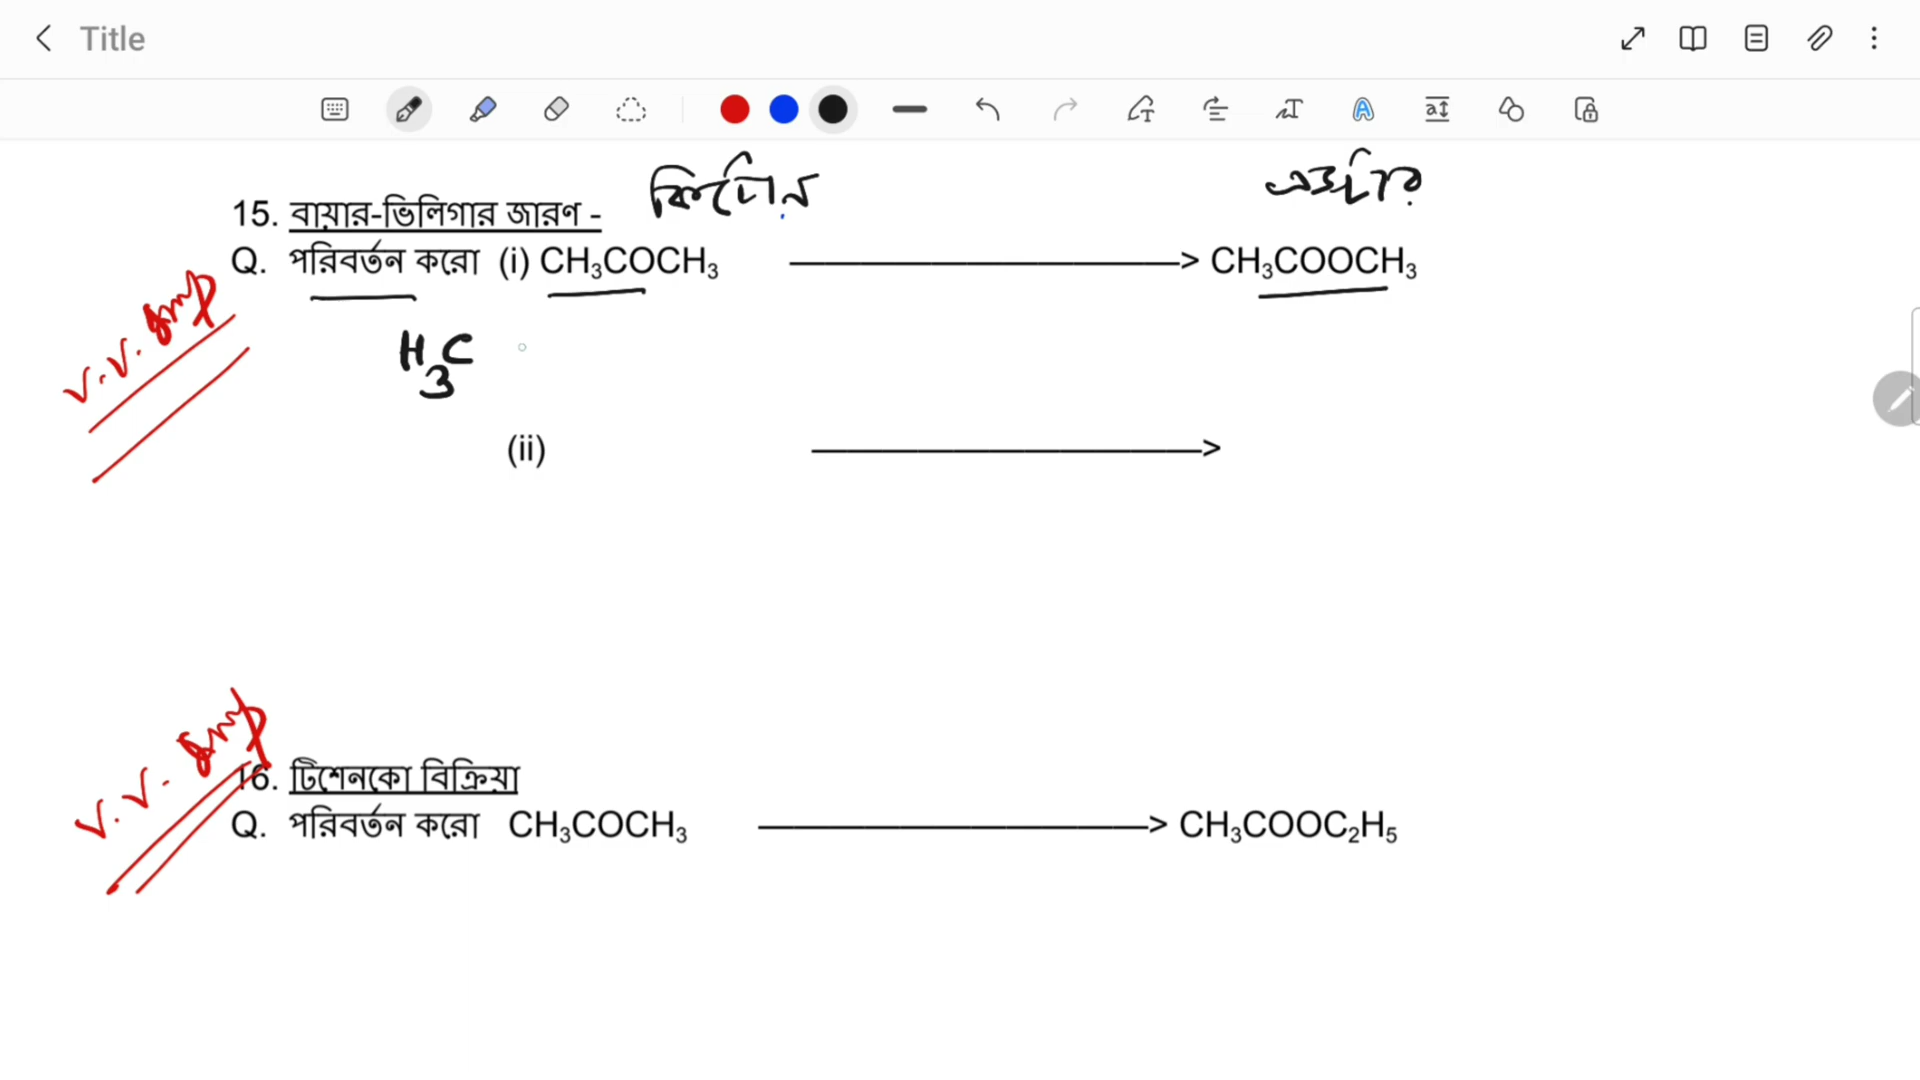 Title
কিটোন
এস্টার
15. বায়ার-ভিলিগার জারণ -
Q. পরিবর্তন করো (i) CH₃COCH₃ ————————> CH₃COOCH₃
V.V. Imp
H₃C
(ii) ————————>
V.V. Imp
16. টিশেনকো বিক্রিয়া
Q. পরিবর্তন করো CH₃COCH₃ ————————> CH₃COOC₂H₅